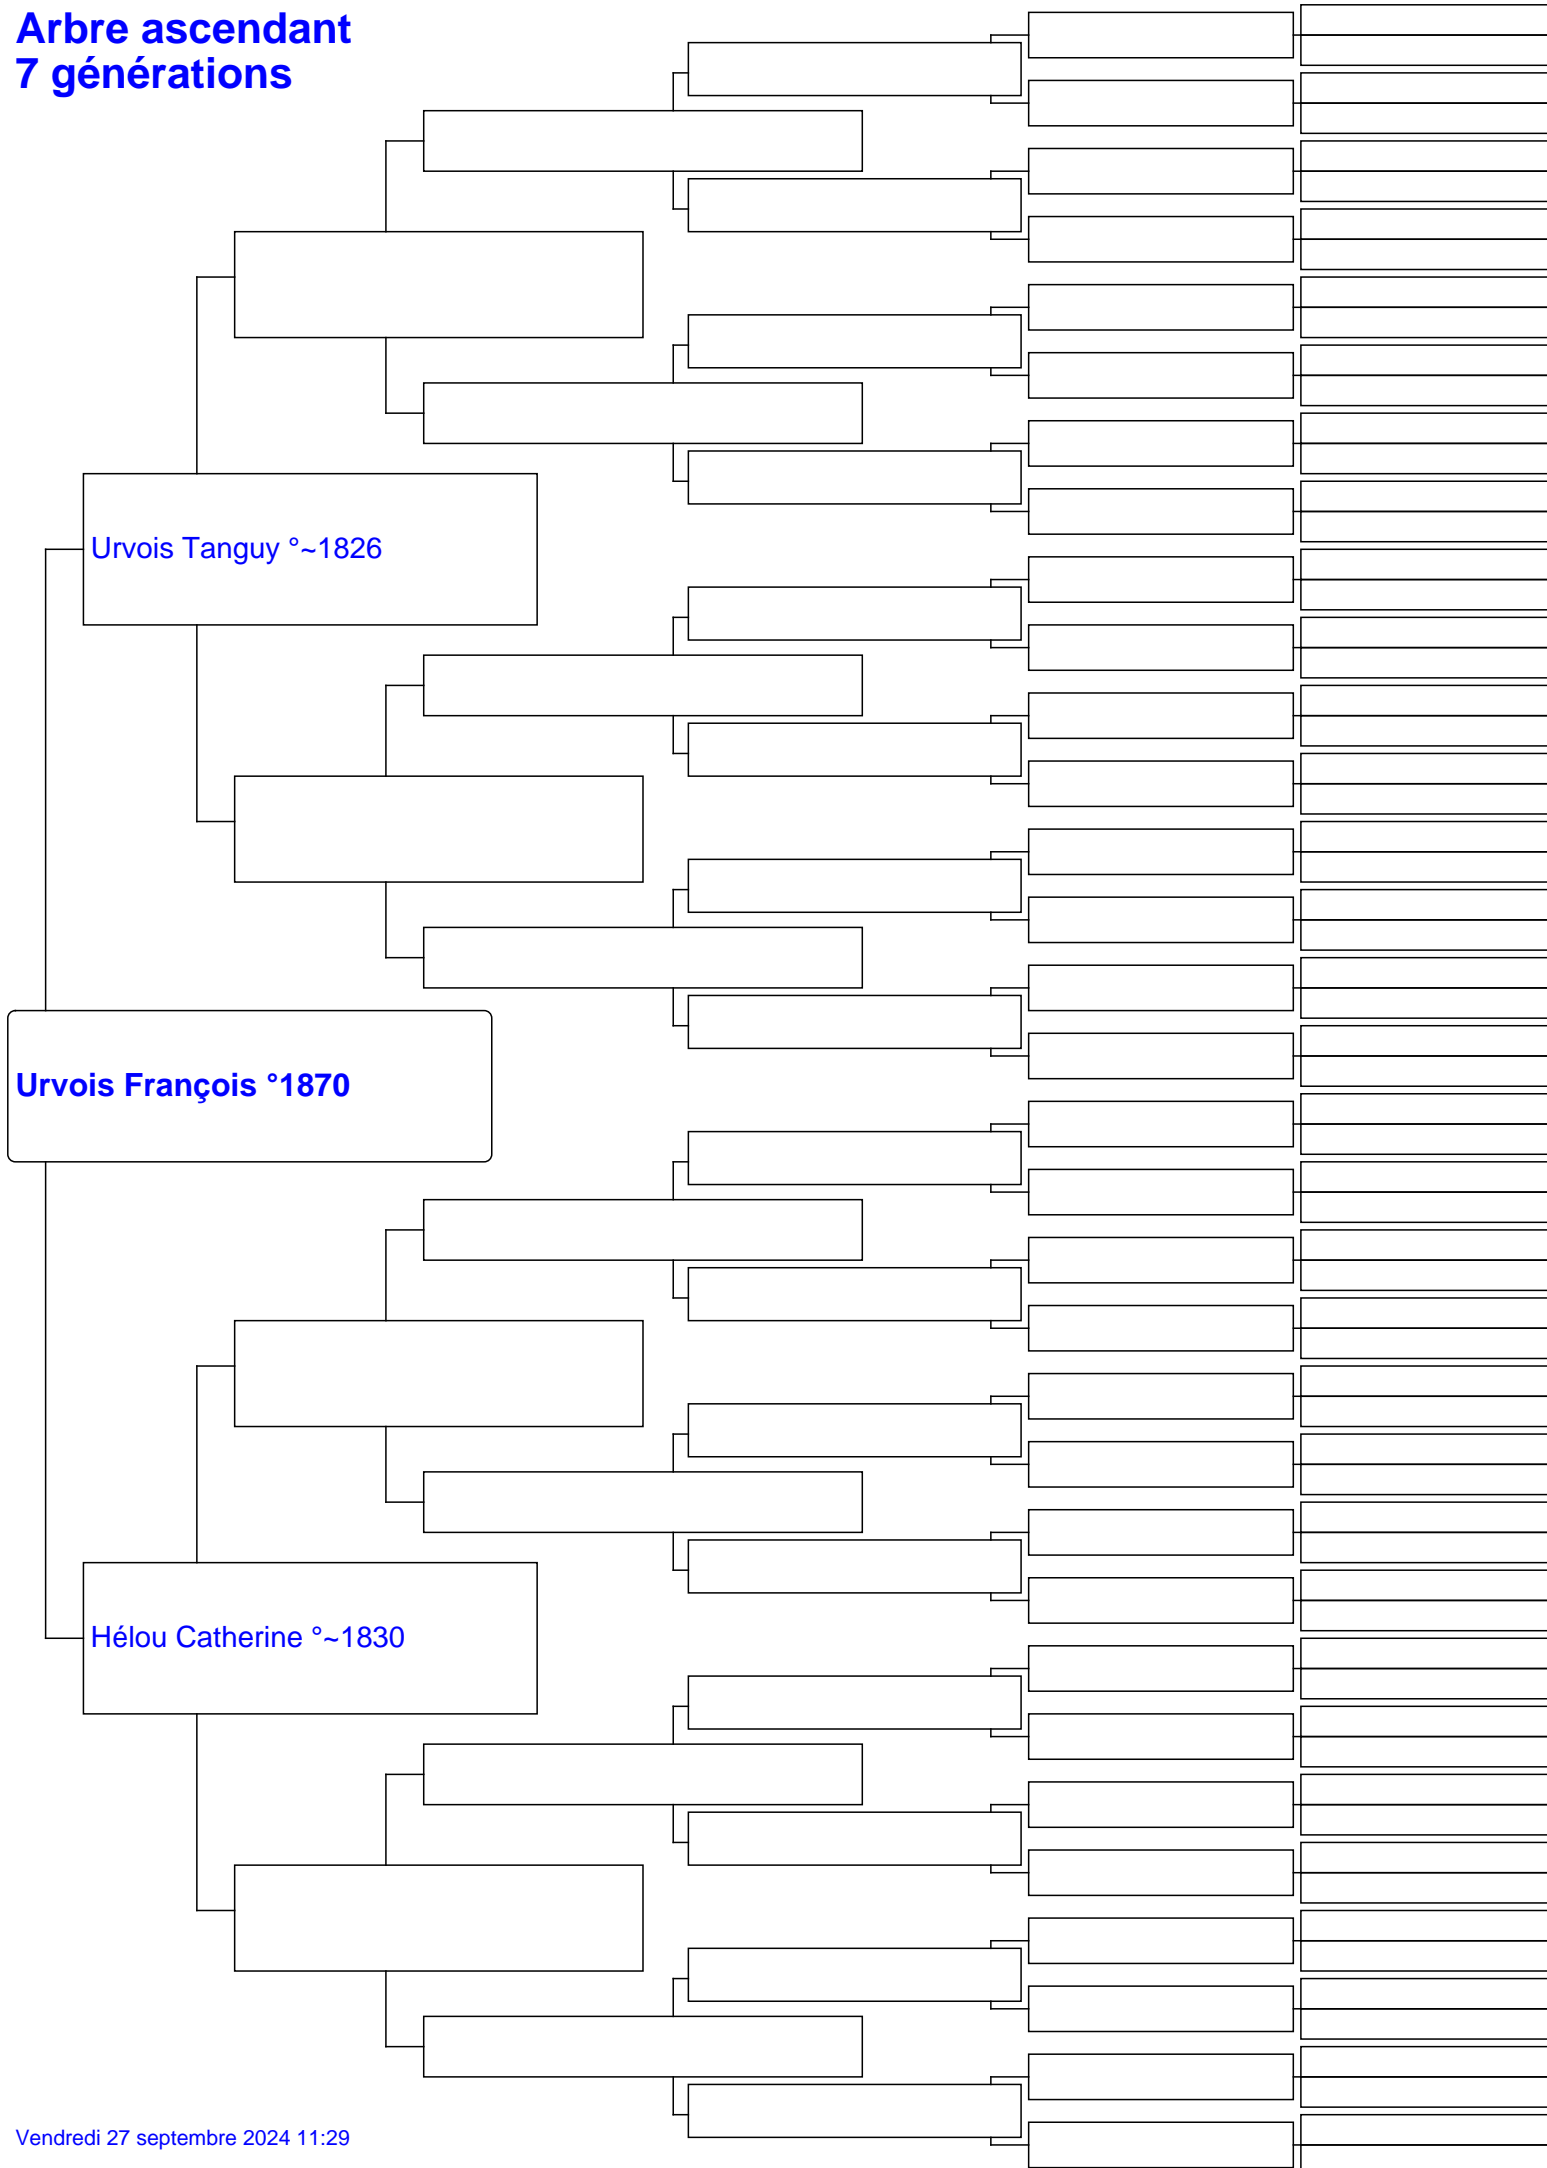 Arbre ascendant
7 générations
Urvois Tanguy °~1826
Urvois François °1870
Hélou Catherine °~1830
Vendredi 27 septembre 2024 11:29